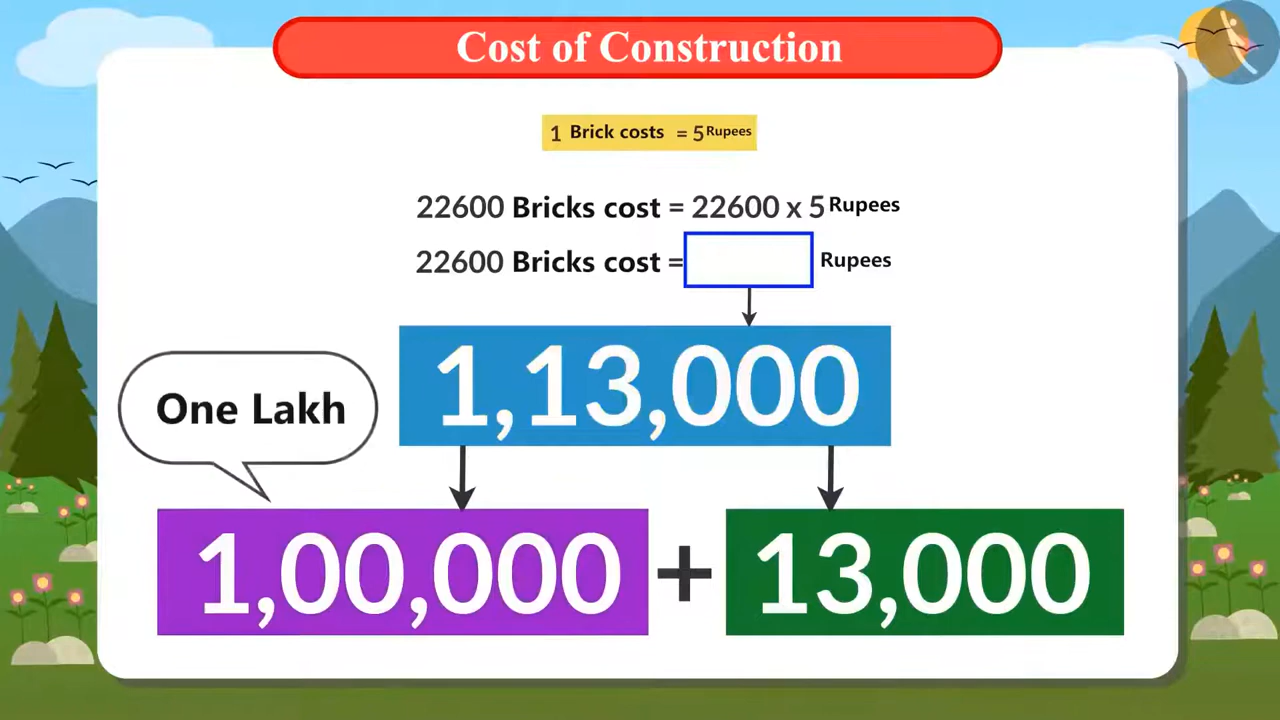 Cost of Construction
1 Brick costs = 5 Rupees
22600 Bricks cost = 22600 x 5 Rupees
22600 Bricks cost = Rupees
1,13,000
One Lakh
1,00,000 + 13,000